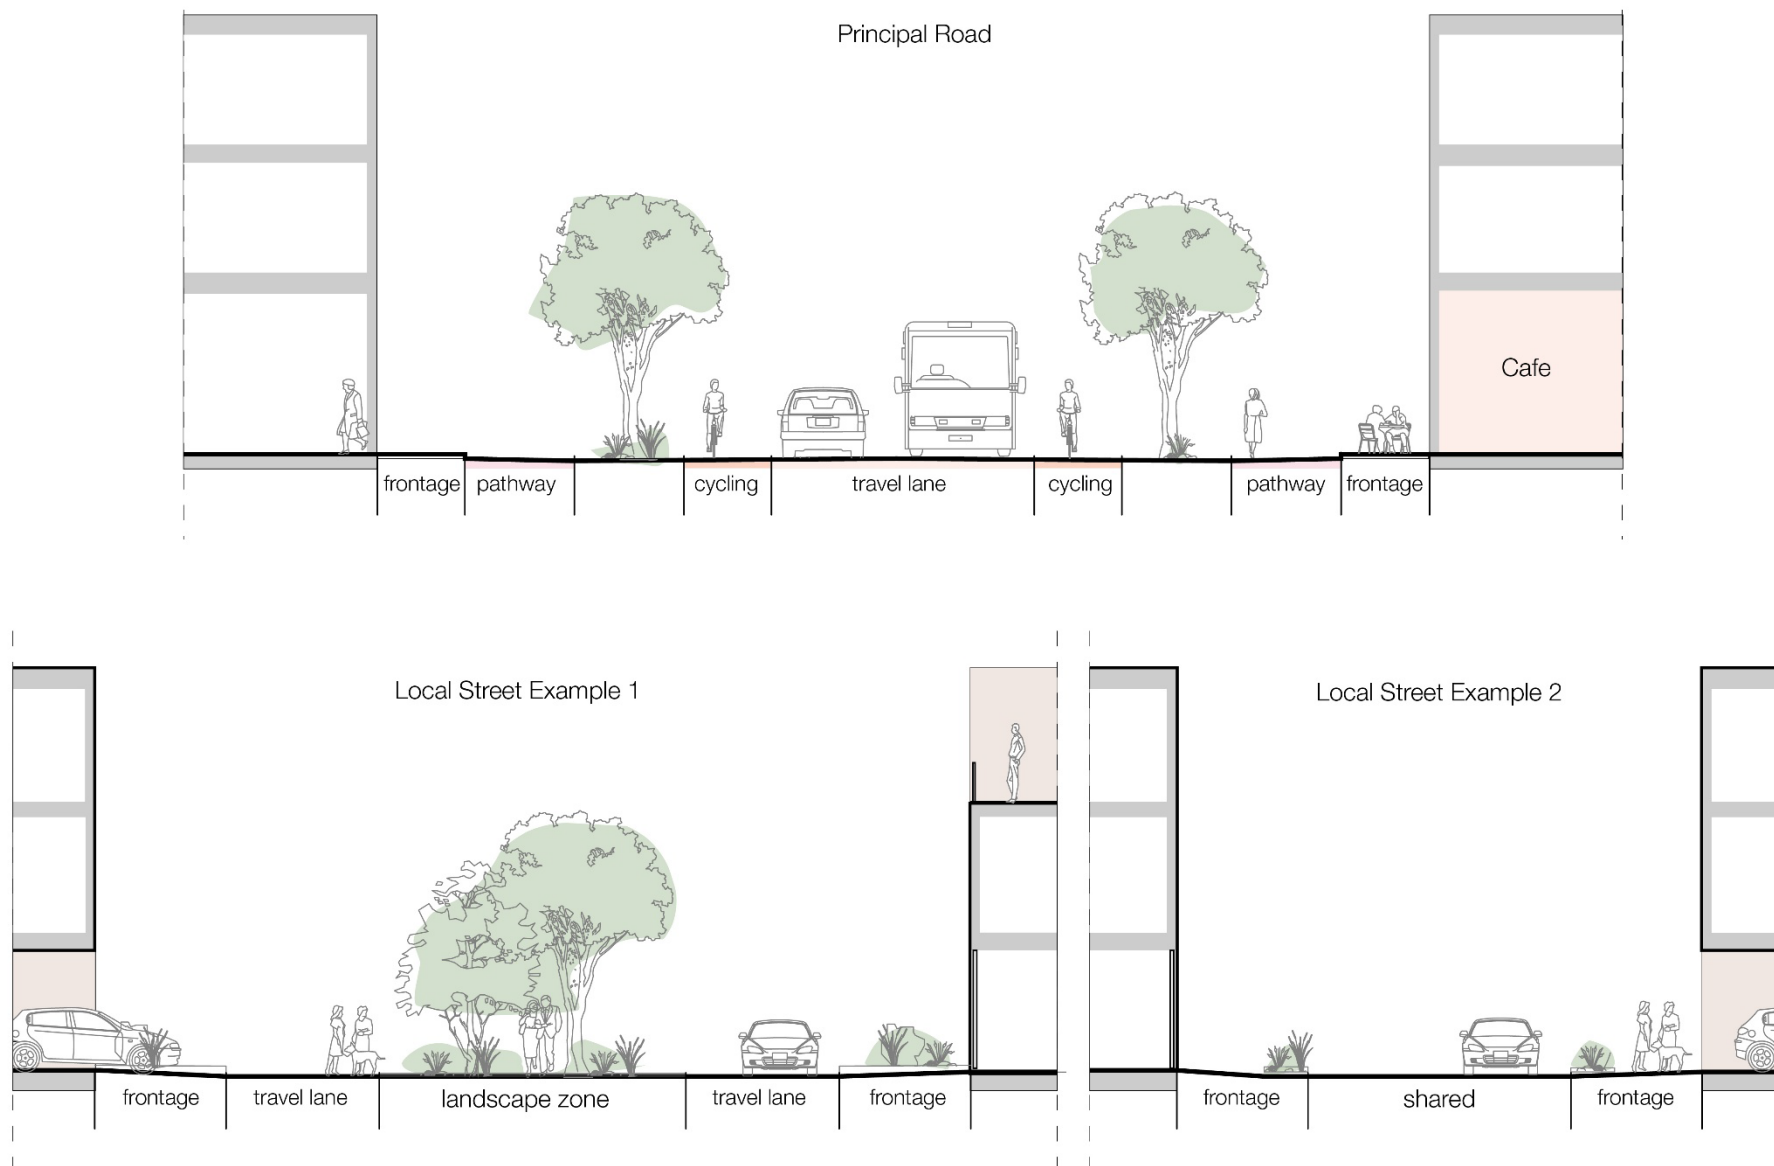 Principal Road
Cafe
frontage
pathway
cycling
travel lane
cycling
pathway
frontage
Local Street Example 1
Local Street Example 2
frontage
travel lane
landscape zone
travel lane
frontage
frontage
shared
frontage